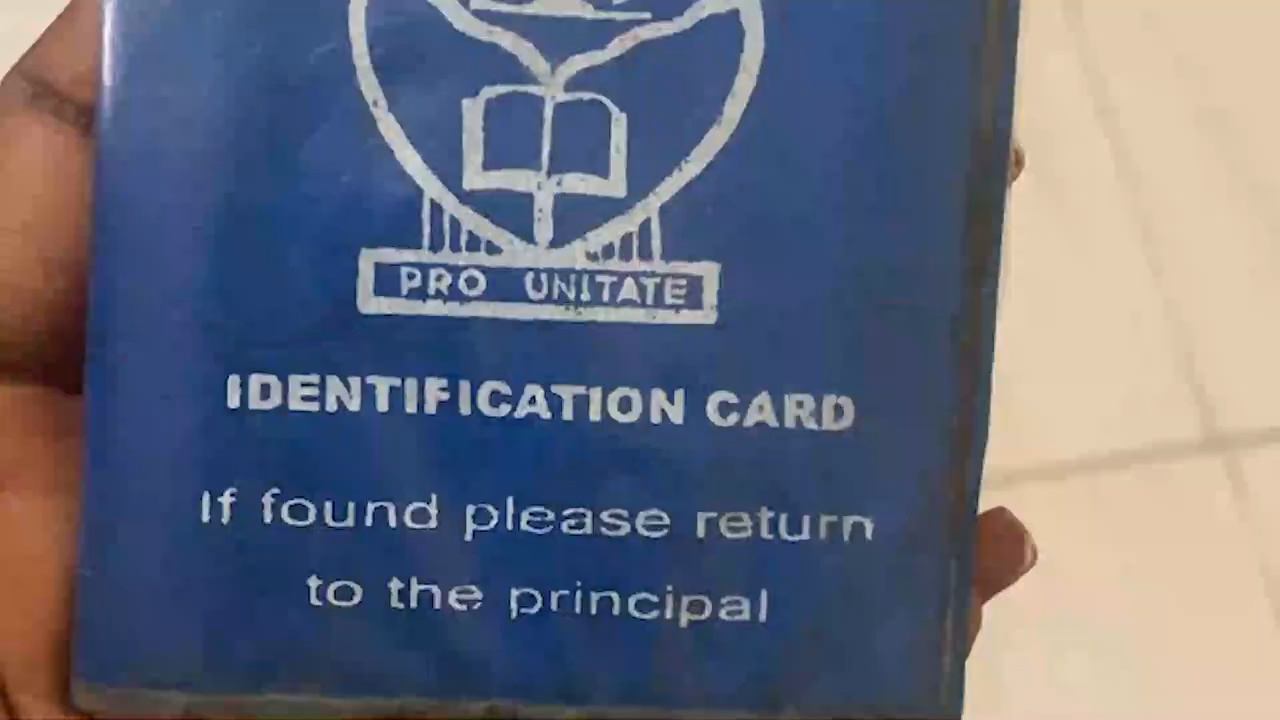 PRO UNITATE
IDENTIFICATION CARD
If found please return
to the principal